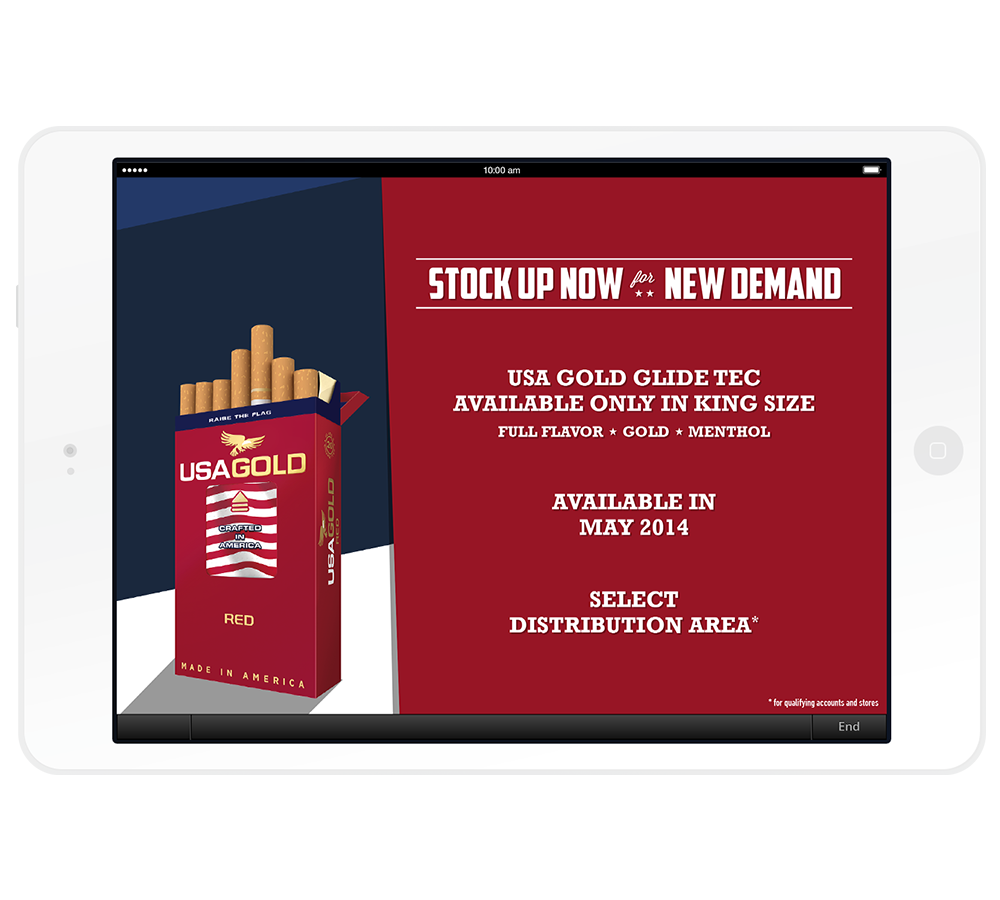 10:00 am
STOCK UP NOW for NEW DEMAND
USA GOLD GLIDE TEC
AVAILABLE ONLY IN KING SIZE
FULL FLAVOR ★ GOLD ★ MENTHOL
AVAILABLE IN
MAY 2014
SELECT
DISTRIBUTION AREA*
* for qualifying accounts and stores
End
RAISE THE FLAG
USAGOLD
CRAFTED
IN
AMERICA
RED
MADE IN AMERICA
USAGOLD
RED